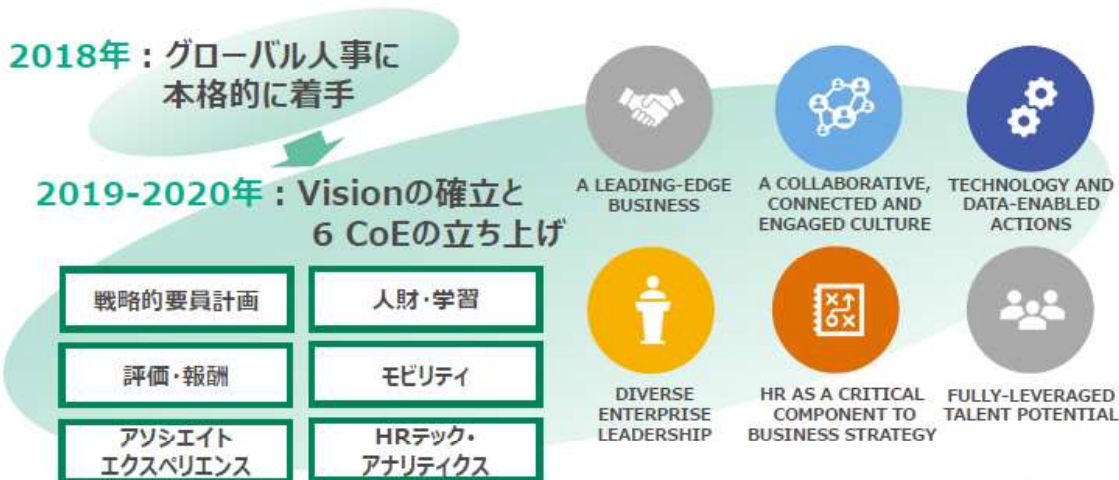 2018年：グローバル人事に
本格的に着手
2019-2020年：Visionの確立と
6 CoEの立ち上げ
戦略的要員計画
人財・学習
評価・報酬
モビリティ
アソシエイト
エクスペリエンス
HRテック・
アナリティクス
A LEADING-EDGE
BUSINESS
A COLLABORATIVE,
CONNECTED AND
ENGAGED CULTURE
TECHNOLOGY AND
DATA-ENABLED
ACTIONS
DIVERSE
ENTERPRISE
LEADERSHIP
HR AS A CRITICAL
COMPONENT TO
BUSINESS STRATEGY
FULLY-LEVERAGED
TALENT POTENTIAL